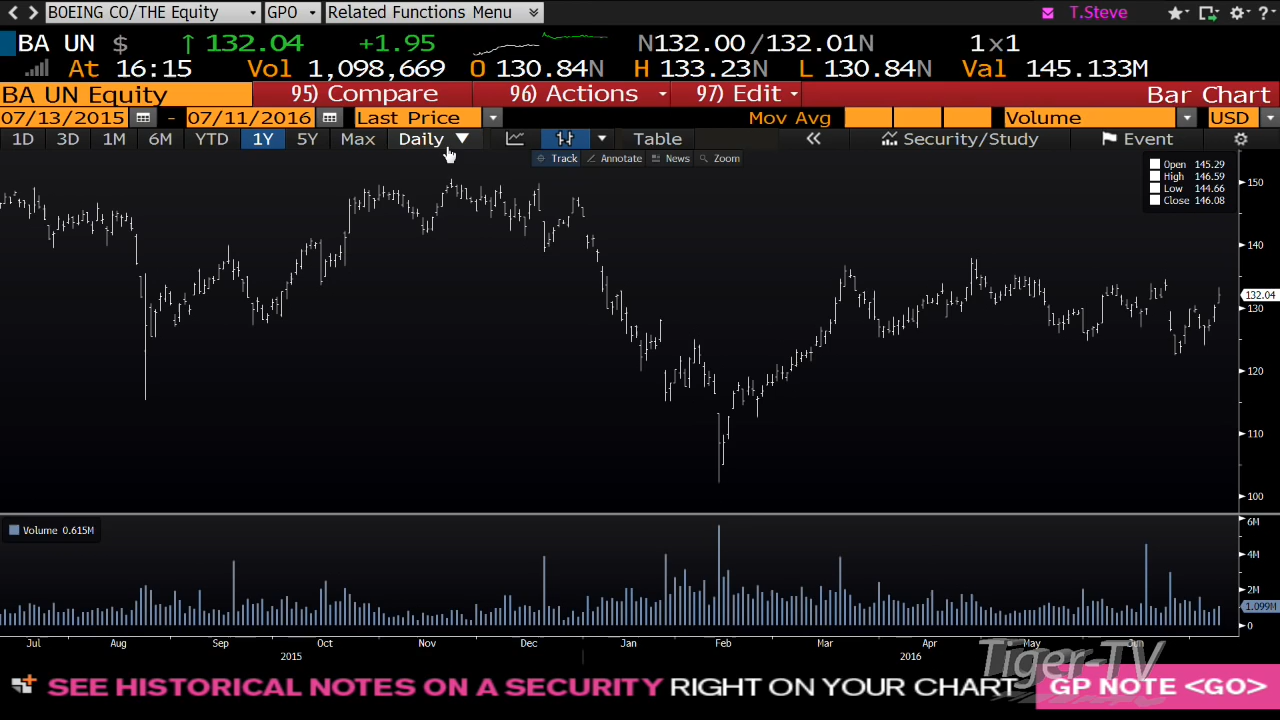 BOEING CO/THE Equity GPO Related Functions Menu T.Steve ?
BA UN $ ↑ 132.04 +1.95 N132.00 /132.01N 1x1
At 16:15 Vol 1,098,669 O 130.84N H 133.23N L 130.84N Val 145.133M
BA UN Equity 95) Compare 96) Actions 97) Edit Bar Chart
07/13/2015 - 07/11/2016 Last Price Mov Avg Volume USD
1D 3D 1M 6M YTD 1Y 5Y Max Daily Table Security/Study Event
Track Annotate News Zoom
Open 145.29
High 146.59
Low 144.66
Close 146.08
150
140
132.04
130
120
110
100
Volume 0.615M
6M
4M
2M
1.099M
0
Jul Aug Sep Oct Nov Dec Jan Feb Mar Apr May Jun
2015 2016
Tiger-TV
SEE HISTORICAL NOTES ON A SECURITY RIGHT ON YOUR CHART GP NOTE <GO>